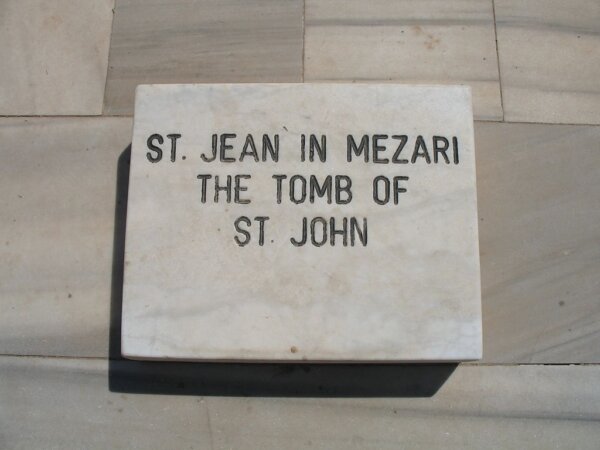 ST. JEAN IN MEZARI
THE TOMB OF
ST. JOHN